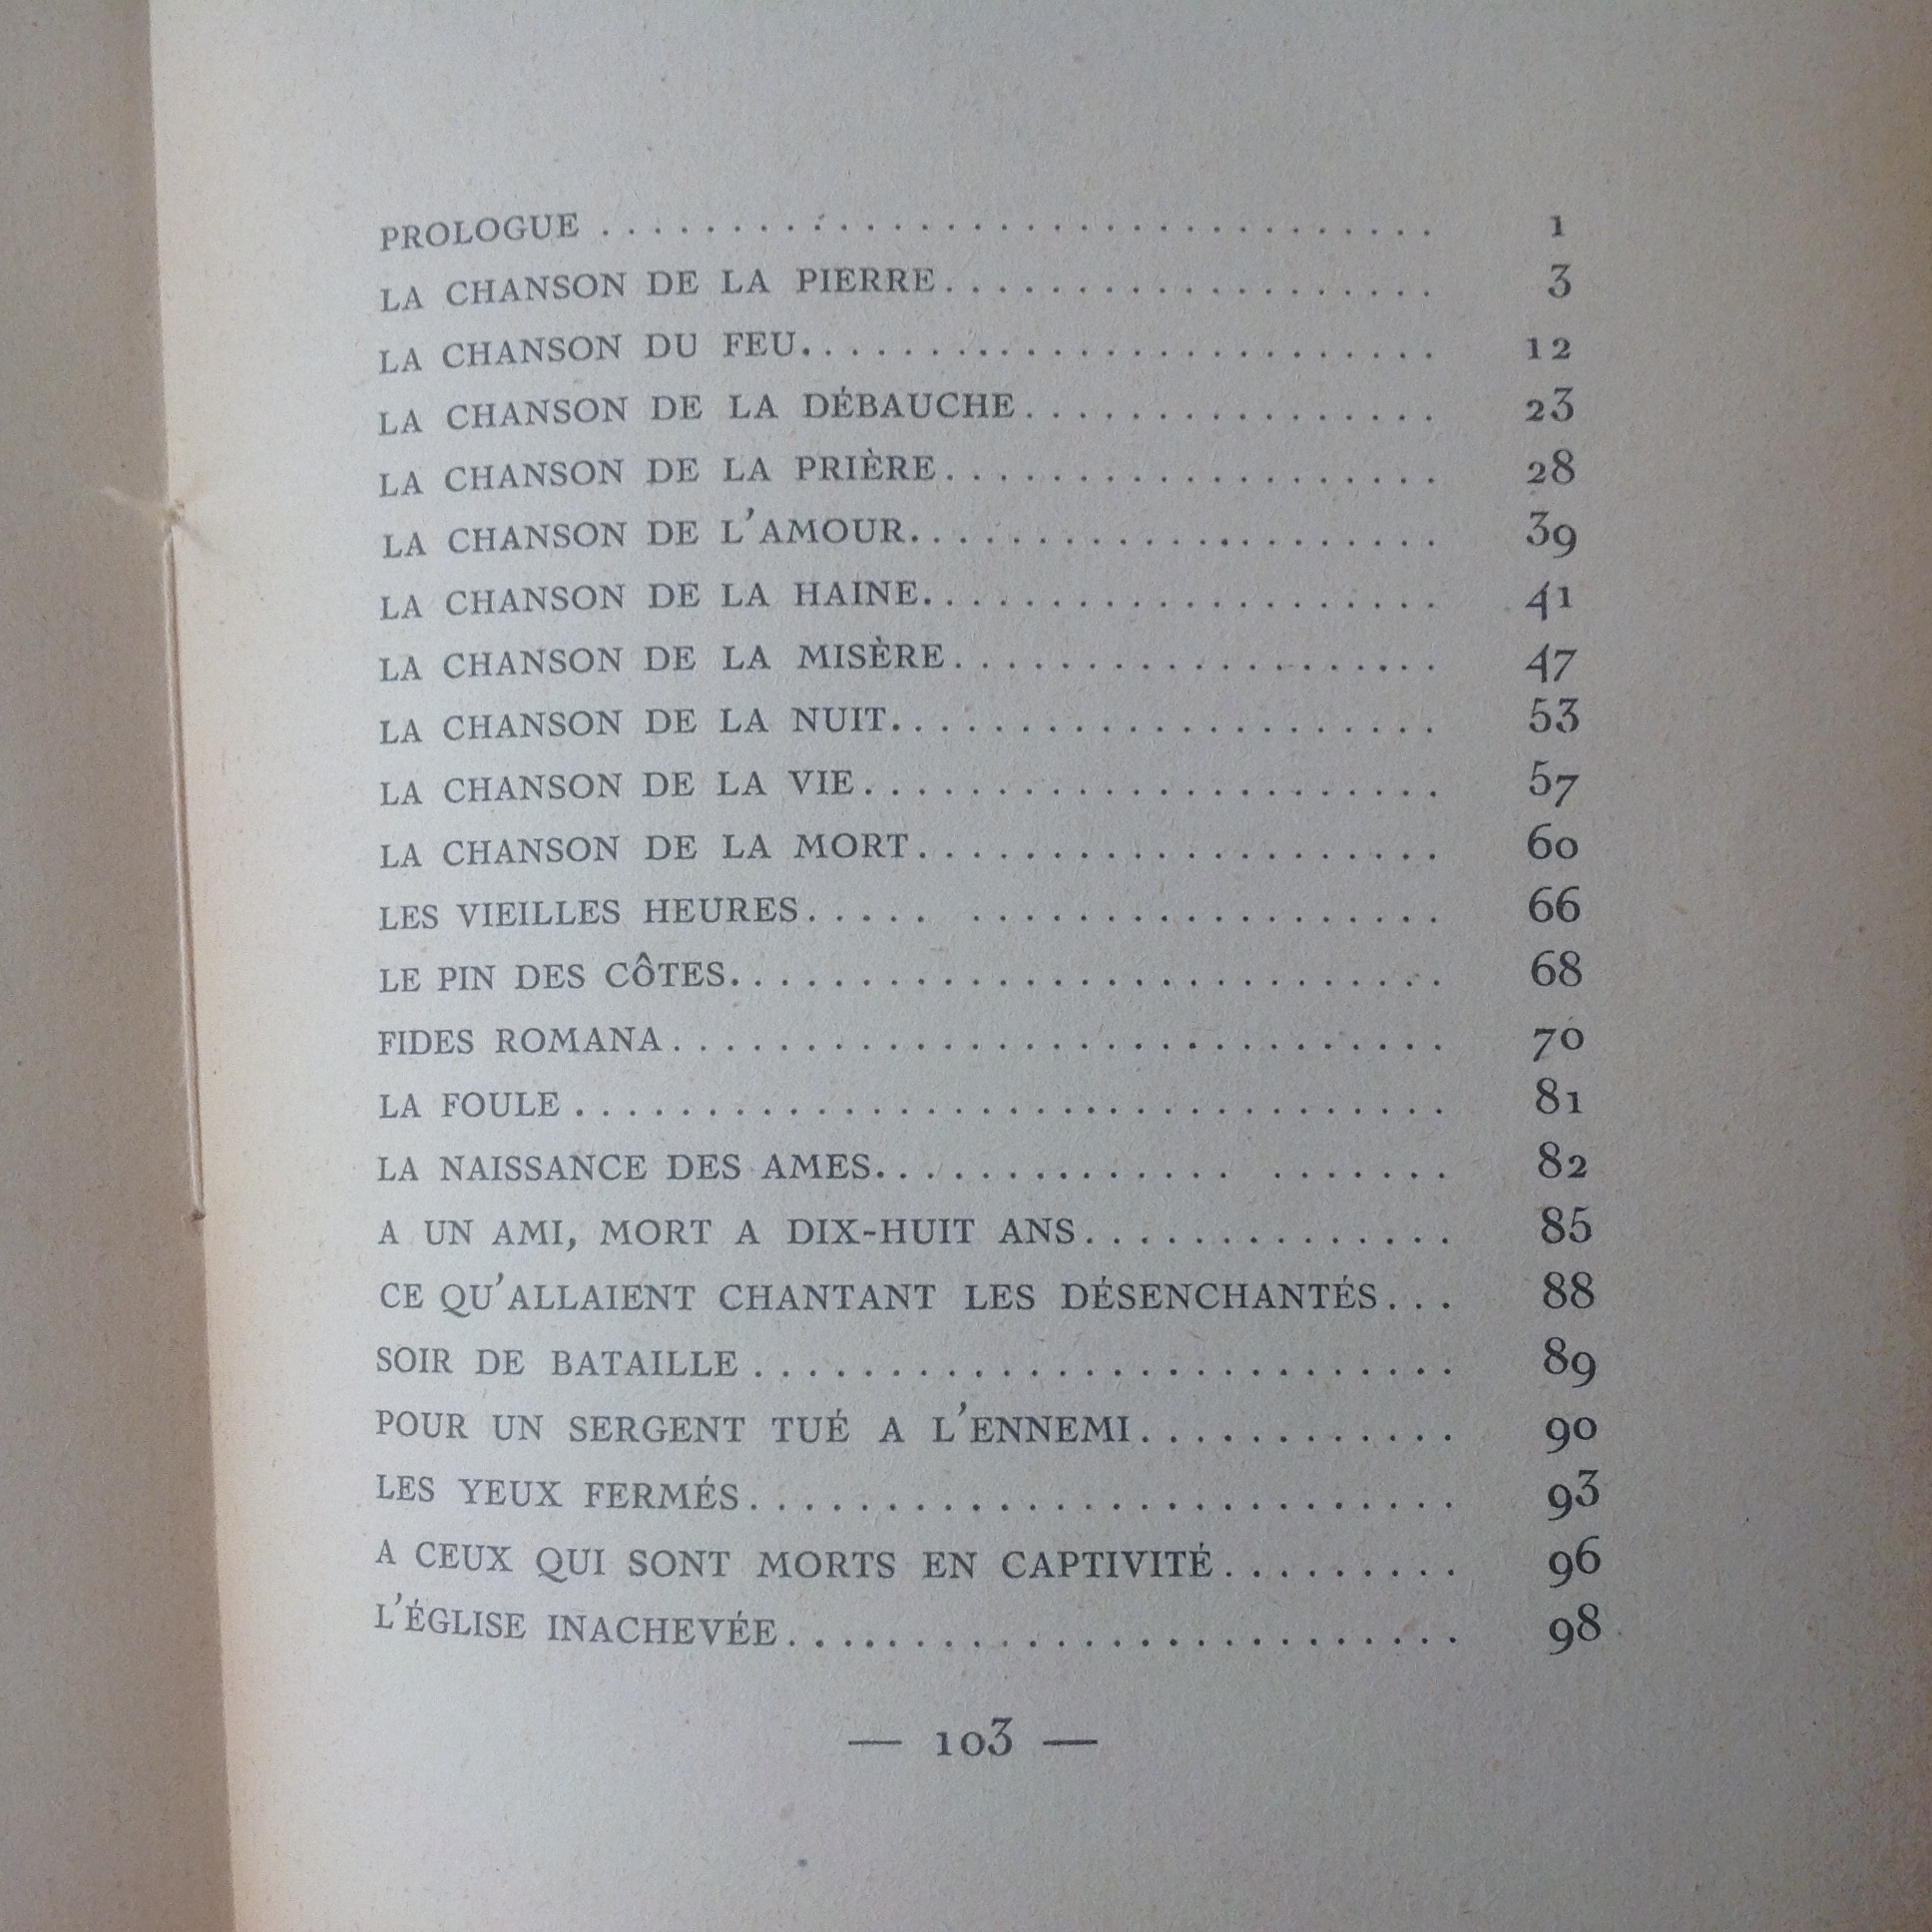 PROLOGUE . . . . . . . . . . . . . . . . . . . . . . . . . . . . . . . . 1
LA CHANSON DE LA PIERRE . . . . . . . . . . . . . . . . . . . 3
LA CHANSON DU FEU . . . . . . . . . . . . . . . . . . . . . . . . 12
LA CHANSON DE LA DÉBAUCHE . . . . . . . . . . . . . . . . 23
LA CHANSON DE LA PRIÈRE . . . . . . . . . . . . . . . . . . . 28
LA CHANSON DE L'AMOUR . . . . . . . . . . . . . . . . . . . . 39
LA CHANSON DE LA HAINE . . . . . . . . . . . . . . . . . . . . 41
LA CHANSON DE LA MISÈRE . . . . . . . . . . . . . . . . . . . 47
LA CHANSON DE LA NUIT . . . . . . . . . . . . . . . . . . . . . 53
LA CHANSON DE LA VIE . . . . . . . . . . . . . . . . . . . . . . 57
LA CHANSON DE LA MORT . . . . . . . . . . . . . . . . . . . . 60
LES VIEILLES HEURES . . . . . . . . . . . . . . . . . . . . . . . 66
LE PIN DES CÔTES . . . . . . . . . . . . . . . . . . . . . . . . . . . 68
FIDES ROMANA . . . . . . . . . . . . . . . . . . . . . . . . . . . . . 70
LA FOULE . . . . . . . . . . . . . . . . . . . . . . . . . . . . . . . . . 81
LA NAISSANCE DES AMES . . . . . . . . . . . . . . . . . . . . . 82
A UN AMI, MORT A DIX-HUIT ANS . . . . . . . . . . . . . . 85
CE QU'ALLAIENT CHANTANT LES DÉSENCHANTÉS . . . 88
SOIR DE BATAILLE . . . . . . . . . . . . . . . . . . . . . . . . . . . 89
POUR UN SERGENT TUÉ A L'ENNEMI . . . . . . . . . . . . 90
LES YEUX FERMÉS . . . . . . . . . . . . . . . . . . . . . . . . . . . 93
A CEUX QUI SONT MORTS EN CAPTIVITÉ . . . . . . . . . 96
L'ÉGLISE INACHEVÉE . . . . . . . . . . . . . . . . . . . . . . . . . 98
— 103 —